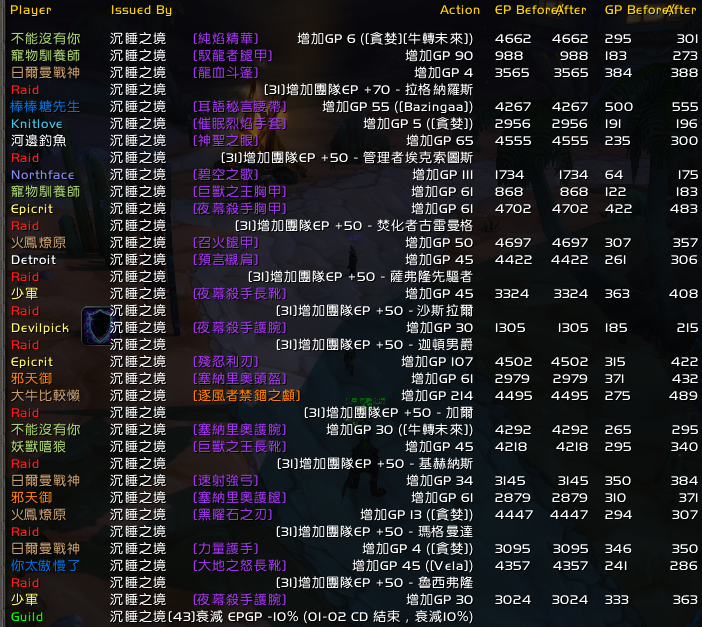 Player Issued By Action EP Before After GP Before After
不能沒有你 沉睡之境 [純焰精華] 增加GP 6 ([貪婪][牛轉未來]) 4662 4662 295 301
寵物馴養師 沉睡之境 [馭龍者腿甲] 增加GP 90 988 988 183 273
日爾曼戰神 沉睡之境 [龍血斗篷] 增加GP 4 3565 3565 384 388
Raid 沉睡之境 (31)增加團隊EP +70 - 拉格納羅斯
棒棒糖先生 沉睡之境 [耳語秘言腰帶] 增加GP 55 ([Bazingaa]) 4267 4267 500 555
Knitlove 沉睡之境 [催眠烈焰手套] 增加GP 5 ([貪婪]) 2956 2956 191 196
河邊釣魚 沉睡之境 [神聖之眼] 增加GP 65 4555 4555 235 300
Raid 沉睡之境 (31)增加團隊EP +50 - 管理者埃克索圖斯
Northface 沉睡之境 [碧空之歌] 增加GP 111 1734 1734 64 175
寵物馴養師 沉睡之境 [巨獸之王胸甲] 增加GP 61 868 868 122 183
Epicrit 沉睡之境 [夜幕殺手胸甲] 增加GP 61 4702 4702 422 483
Raid 沉睡之境 (31)增加團隊EP +50 - 焚化者古雷曼格
火鳳燎原 沉睡之境 [召火腿甲] 增加GP 50 4697 4697 307 357
Detroit 沉睡之境 [預言襯肩] 增加GP 45 4422 4422 261 306
Raid 沉睡之境 (31)增加團隊EP +50 - 薩弗隆先驅者
少軍 沉睡之境 [夜幕殺手長靴] 增加GP 45 3324 3324 363 408
Raid 沉睡之境 (31)增加團隊EP +50 - 沙斯拉爾
Devilpick 沉睡之境 [夜幕殺手護腕] 增加GP 30 1305 1305 185 215
Raid 沉睡之境 (31)增加團隊EP +50 - 迦頓男爵
Epicrit 沉睡之境 [殘忍利刃] 增加GP 107 4502 4502 315 422
邪天御 沉睡之境 [塞納里奧頭盔] 增加GP 61 2979 2979 371 432
大牛比較懶 沉睡之境 [逐風者禁錮之顱] 增加GP 214 4495 4495 275 489
Raid 沉睡之境 (31)增加團隊EP +50 - 加爾
不能沒有你 沉睡之境 [塞納里奧護腕] 增加GP 30 ([牛轉未來]) 4292 4292 265 295
妖獸嘻狼 沉睡之境 [巨獸之王長靴] 增加GP 45 4218 4218 295 340
Raid 沉睡之境 (31)增加團隊EP +50 - 基赫納斯
日爾曼戰神 沉睡之境 [速射強弓] 增加GP 34 3145 3145 350 384
邪天御 沉睡之境 [塞納里奧護腿] 增加GP 61 2879 2879 310 371
火鳳燎原 沉睡之境 [黑曜石之刃] 增加GP 13 ([貪婪]) 4447 4447 294 307
Raid 沉睡之境 (31)增加團隊EP +50 - 瑪格曼達
日爾曼戰神 沉睡之境 [力量護手] 增加GP 4 ([貪婪]) 3095 3095 346 350
你太傲慢了 沉睡之境 [大地之怒長靴] 增加GP 45 ([Vela]) 4357 4357 241 286
Raid 沉睡之境 (31)增加團隊EP +50 - 魯西弗隆
少軍 沉睡之境 [夜幕殺手護腕] 增加GP 30 3024 3024 333 363
Guild 沉睡之境 [43]衰減 EPGP -10% (01-02 CD 結束 , 衰減10%)